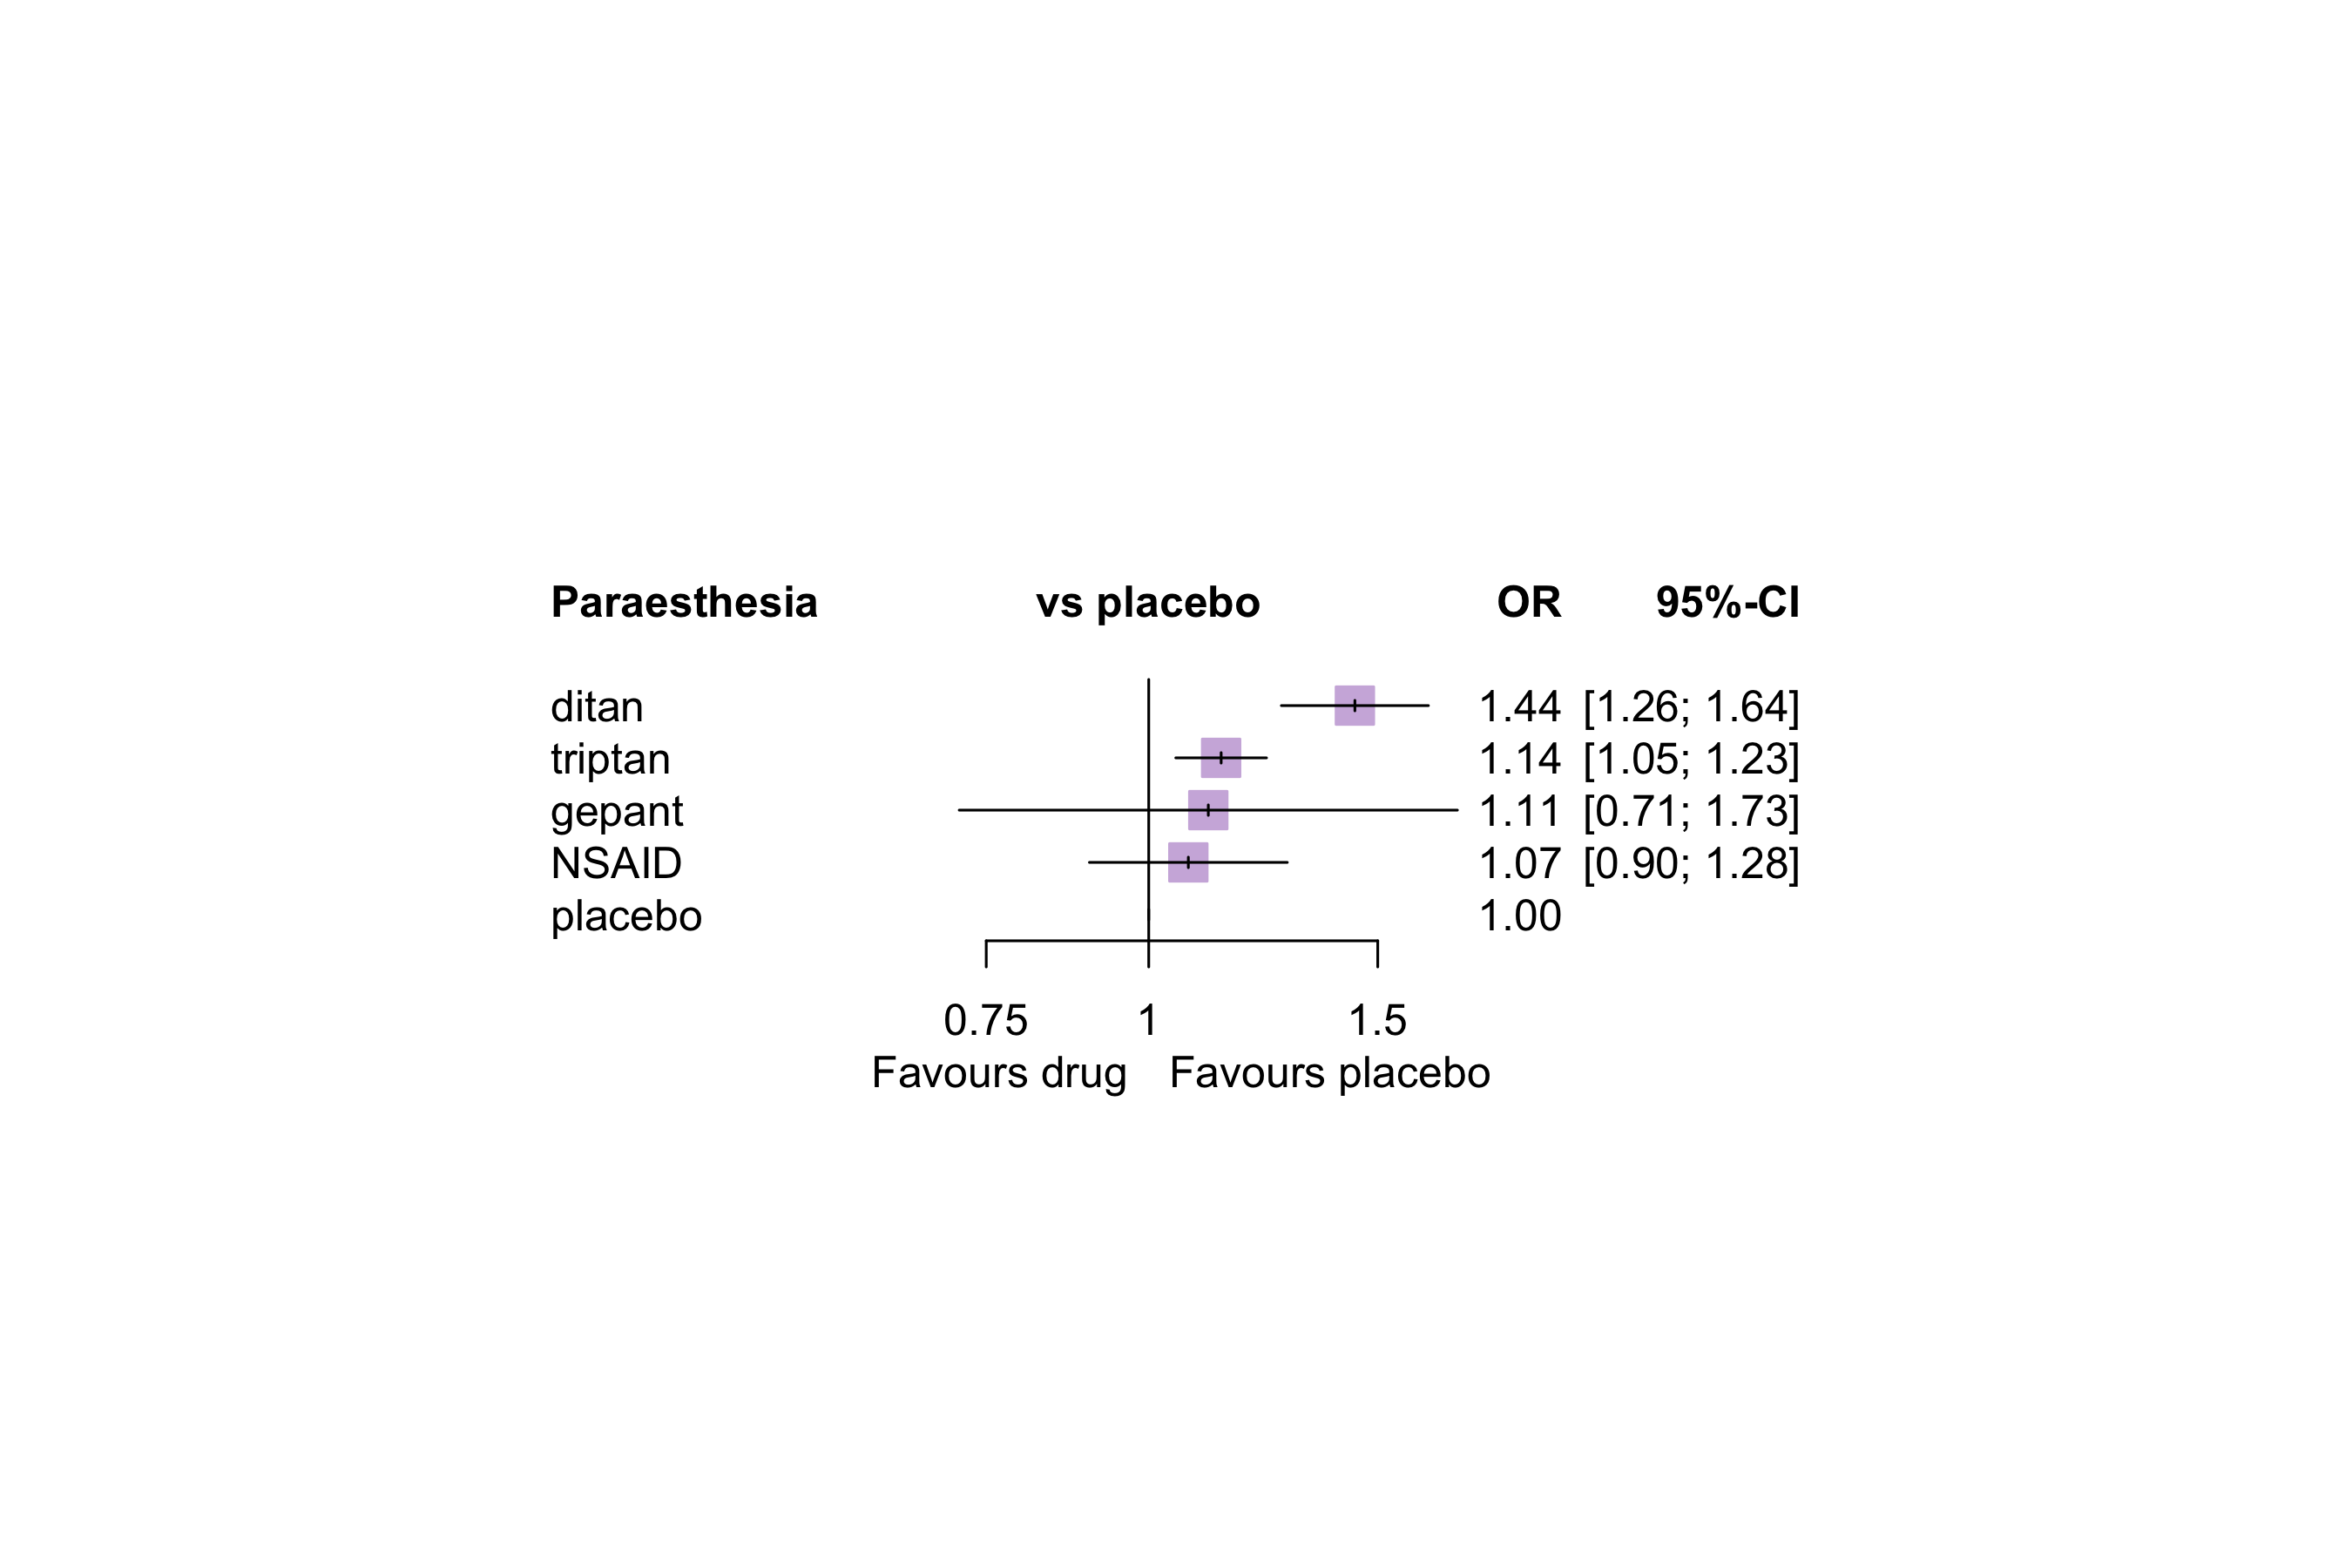 Paraesthesia vs placebo OR 95%-CI
ditan 1.44 [1.26; 1.64]
triptan 1.14 [1.05; 1.23]
gepant 1.11 [0.71; 1.73]
NSAID 1.07 [0.90; 1.28]
placebo 1.00
0.75 1 1.5
Favours drug Favours placebo